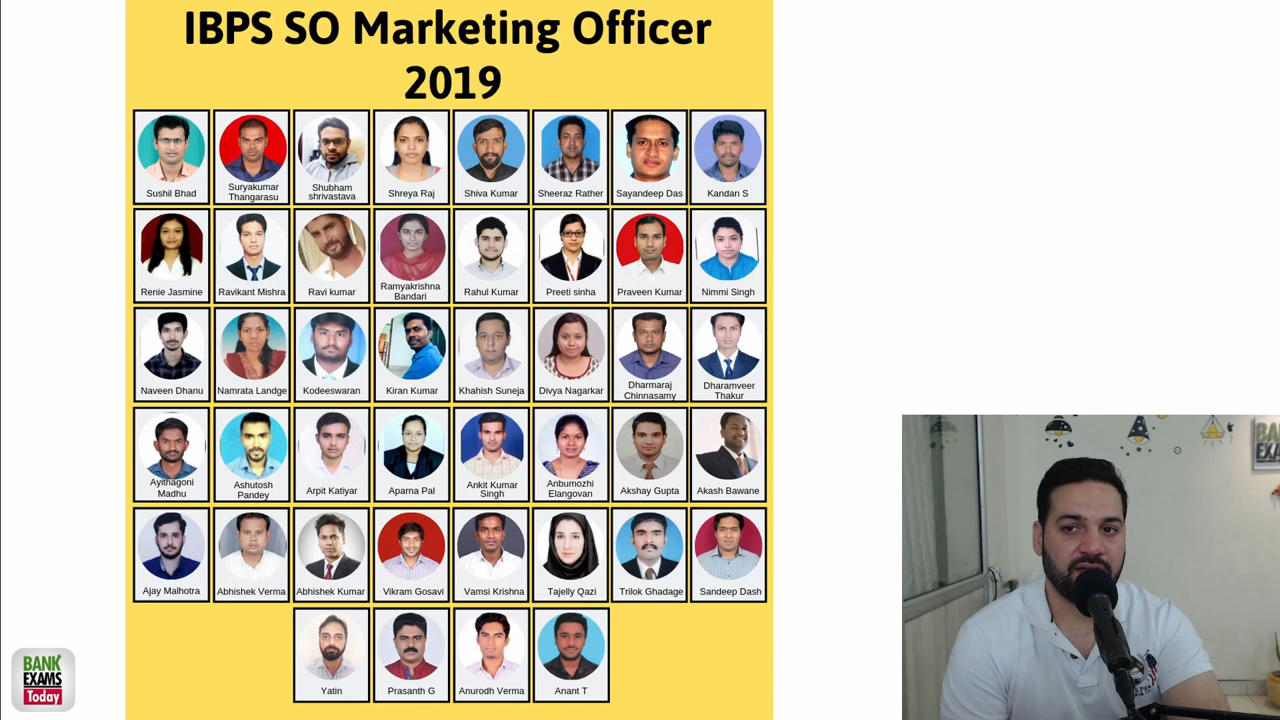 IBPS SO Marketing Officer
2019
Sushil Bhad
Suryakumar
Thangarasu
Shubham
shrivastava
Shreya Raj
Shiva Kumar
Sheeraz Rather
Sayandeep Das
Kandan S
Renie Jasmine
Ravikant Mishra
Ravi kumar
Ramyakrishna
Bandari
Rahul Kumar
Preeti sinha
Praveen Kumar
Nimmi Singh
Naveen Dhanu
Namrata Landge
Kodeeswaran
Kiran Kumar
Khahish Suneja
Divya Nagarkar
Dharmaraj
Chinnasamy
Dharamveer
Thakur
Ayithagoni
Madhu
Ashutosh
Pandey
Arpit Katiyar
Aparna Pal
Ankit Kumar
Singh
Anbumozhi
Elangovan
Akshay Gupta
Akash Bawane
Ajay Malhotra
Abhishek Verma
Abhishek Kumar
Vikram Gosavi
Vamsi Krishna
Tajelly Qazi
Trilok Ghadage
Sandeep Dash
Yatin
Prasanth G
Anurodh Verma
Anant T
BANK
EXAMS
Today